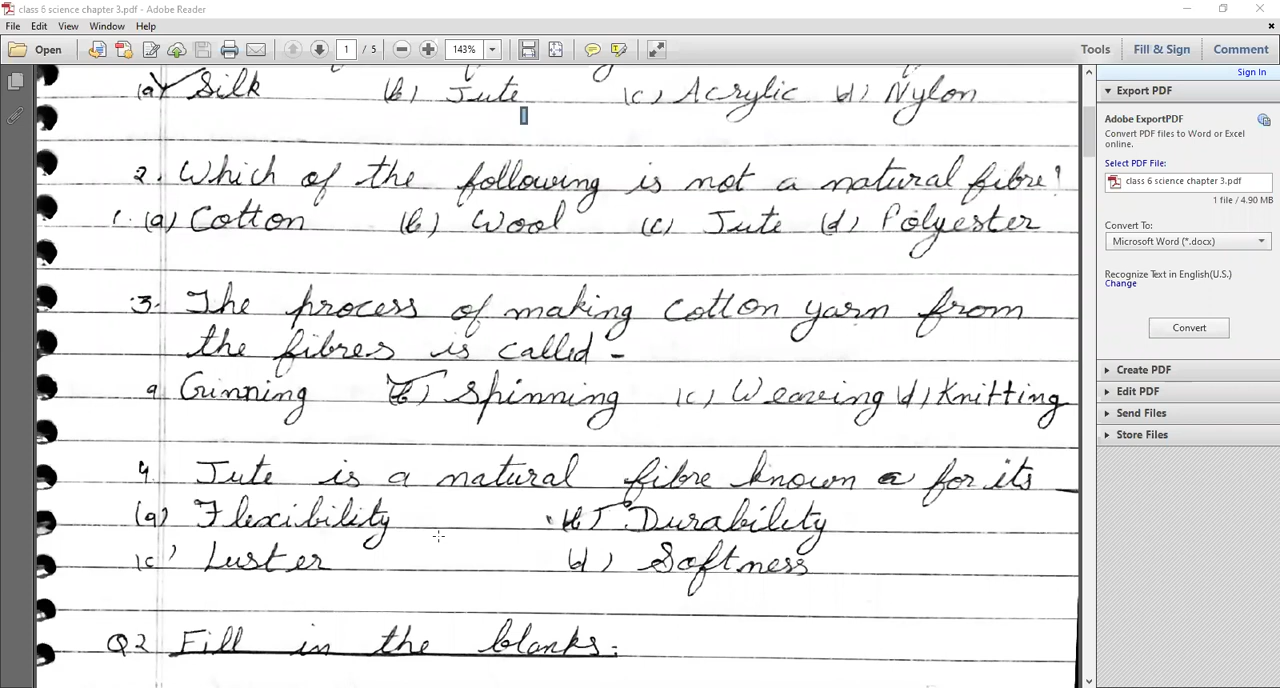 class 6 science chapter 3.pdf - Adobe Reader
File Edit View Window Help
Open 1 / 5 143% Tools Fill & Sign Comment
Sign In
Export PDF
Adobe ExportPDF
Convert PDF files to Word or Excel online.
Select PDF File:
class 6 science chapter 3.pdf
1 file / 4.90 MB
Convert To:
Microsoft Word (*.docx)
Recognize Text in English(U.S.)
Change
Convert
Create PDF
Edit PDF
Send Files
Store Files
(a) Silk (b) Jute (c) Acrylic d) Nylon
2. Which of the following is not a natural fibre?
(a) Cotton (b) Wool (c) Jute (d) Polyester
3. The process of making Cotton yarn from
the fibres is called -
a Ginning b) Spinning (c) Weaving d) Knitting
4. Jute is a natural fibre known a for its _
(a) Flexibility b) Durability
(c) Luster d) Softness
Q2 Fill in the blanks: